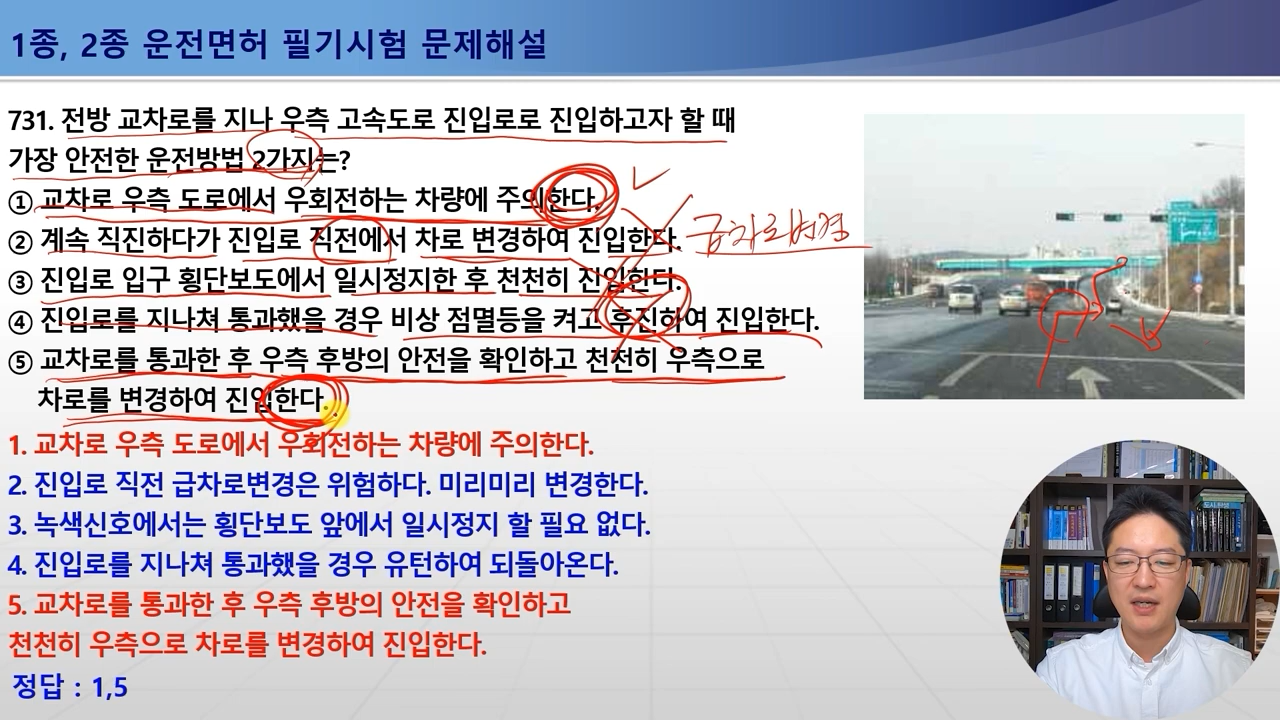 1종, 2종 운전면허 필기시험 문제해설
731. 전방 교차로를 지나 우측 고속도로 진입로로 진입하고자 할 때
가장 안전한 운전방법 2가지는?
① 교차로 우측 도로에서 우회전하는 차량에 주의한다.
② 계속 직진하다가 진입로 직전에서 차로 변경하여 진입한다.
급차로변경
③ 진입로 입구 횡단보도에서 일시정지한 후 천천히 진입한다.
④ 진입로를 지나쳐 통과했을 경우 비상 점멸등을 켜고 후진하여 진입한다.
⑤ 교차로를 통과한 후 우측 후방의 안전을 확인하고 천천히 우측으로
차로를 변경하여 진입한다.
1. 교차로 우측 도로에서 우회전하는 차량에 주의한다.
2. 진입로 직전 급차로변경은 위험하다. 미리미리 변경한다.
3. 녹색신호에서는 횡단보도 앞에서 일시정지 할 필요 없다.
4. 진입로를 지나쳐 통과했을 경우 유턴하여 되돌아온다.
5. 교차로를 통과한 후 우측 후방의 안전을 확인하고
천천히 우측으로 차로를 변경하여 진입한다.
정답 : 1,5